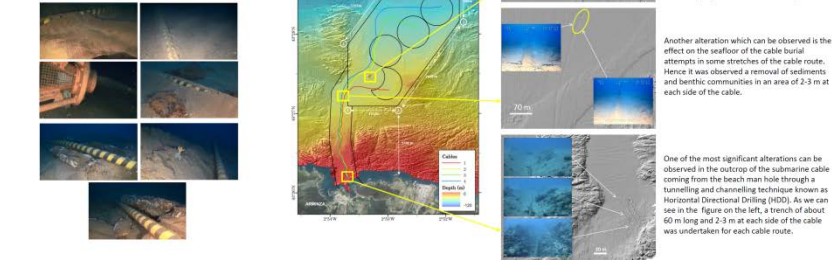 Another alteration which can be observed is the
effect on the seafloor of the cable burial
attempts in some stretches of the cable route.
Hence it was observed a removal of sediments
and benthic communities in an area of 2-3 m at
each side of the cable.
70 m
One of the most significant alterations can be
observed in the outcrop of the submarine cable
coming from the beach man hole through a
tunnelling and channelling technique known as
Horizontal Directional Drilling (HDD). As we can
see in the figure on the left, a trench of about
60 m long and 2-3 m at each side of the cable
was undertaken for each cable route.
Cables
1
2
3
4
Depth (m)